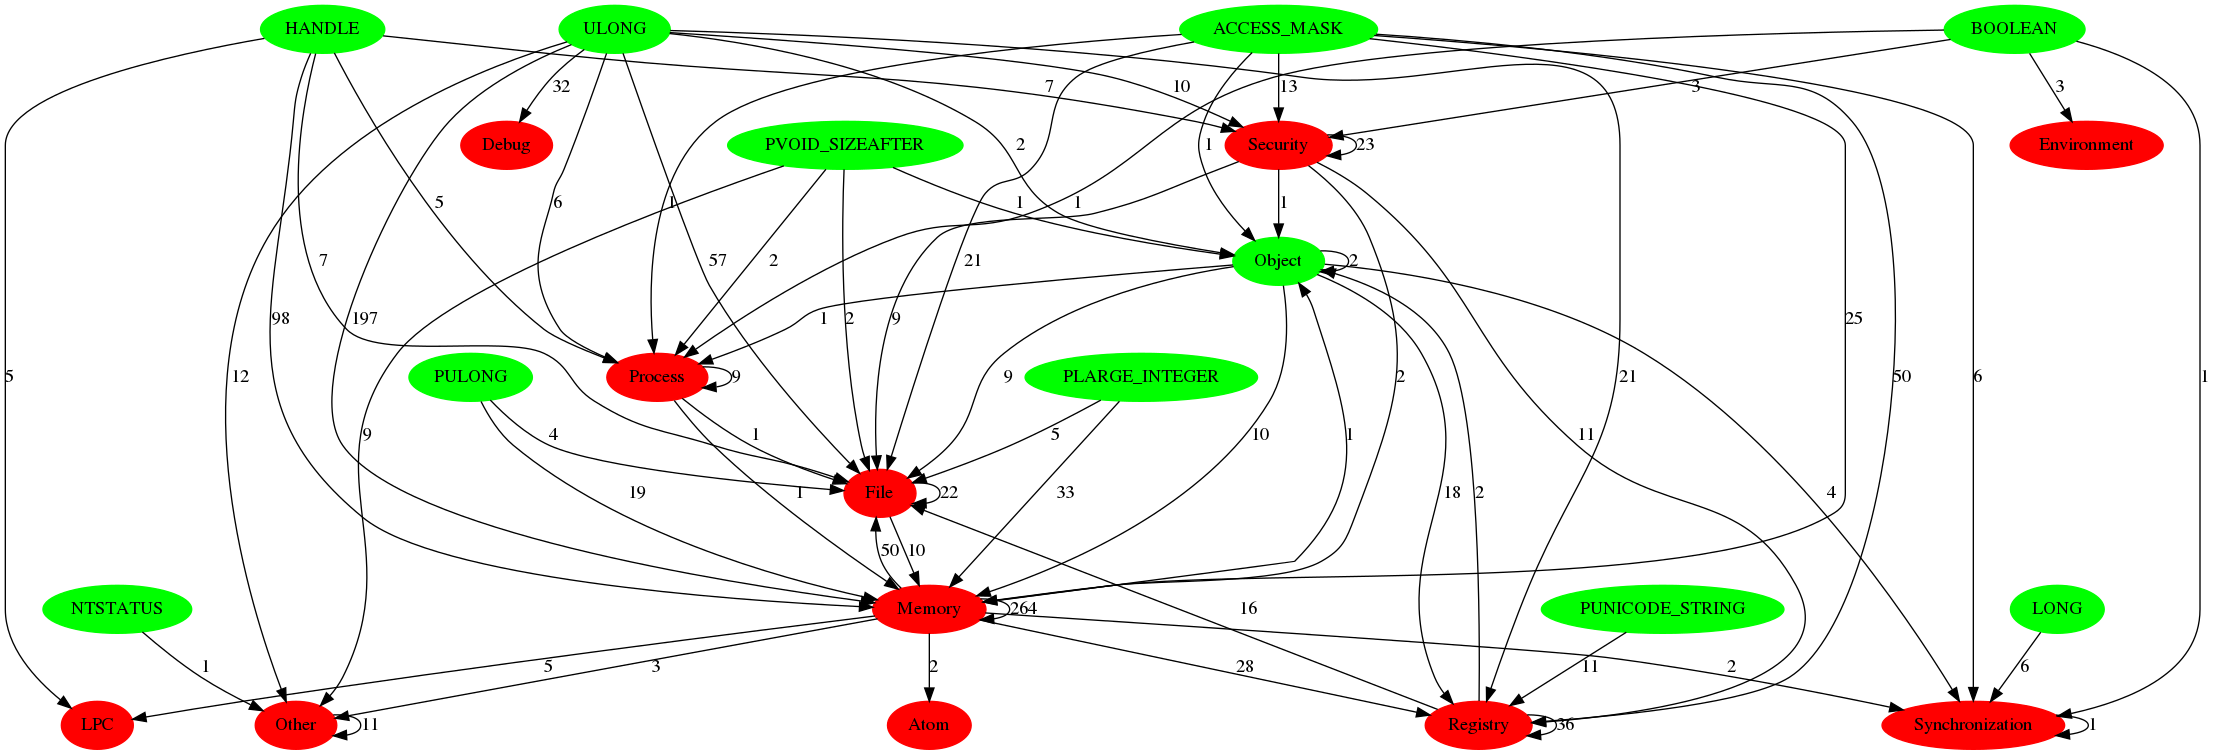 HANDLE ULONG ACCESS_MASK BOOLEAN
32 7 10 13 3 3
Debug PVOID_SIZEAFTER Security 23 Environment
5 6 1 2 1 1 1 1
7 57 2 21 Object 2
98 197 1 2 9 25
5 12 PULONG Process 9 PLARGE_INTEGER 9 2 21 50 6 1
9 4 1 5 10 1 11
19 1 22 33 18 2 4
File
50 10
NTSTATUS Memory 264 16 PUNICODE_STRING LONG
1 5 3 2 28 11 2 6
LPC Other 11 Atom Registry 36 Synchronization 1